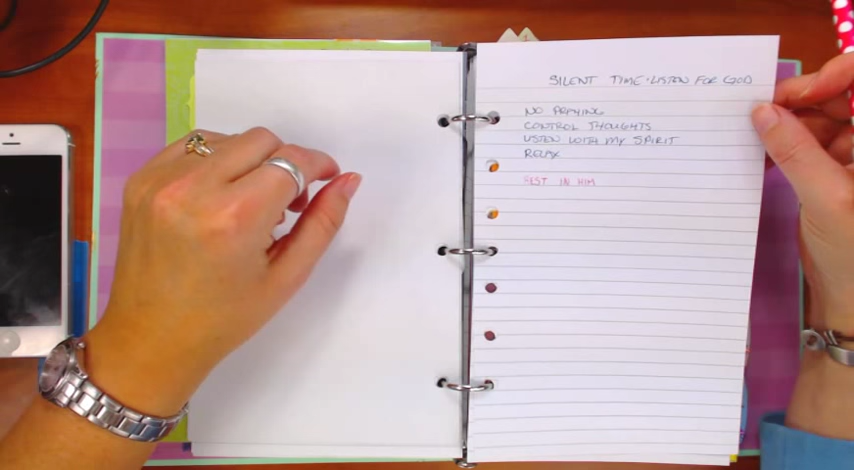 SILENT TIME · LISTEN FOR GOD
NO PRAYING
CONTROL THOUGHTS
LISTEN WITH MY SPIRIT
RELAX
REST IN HIM